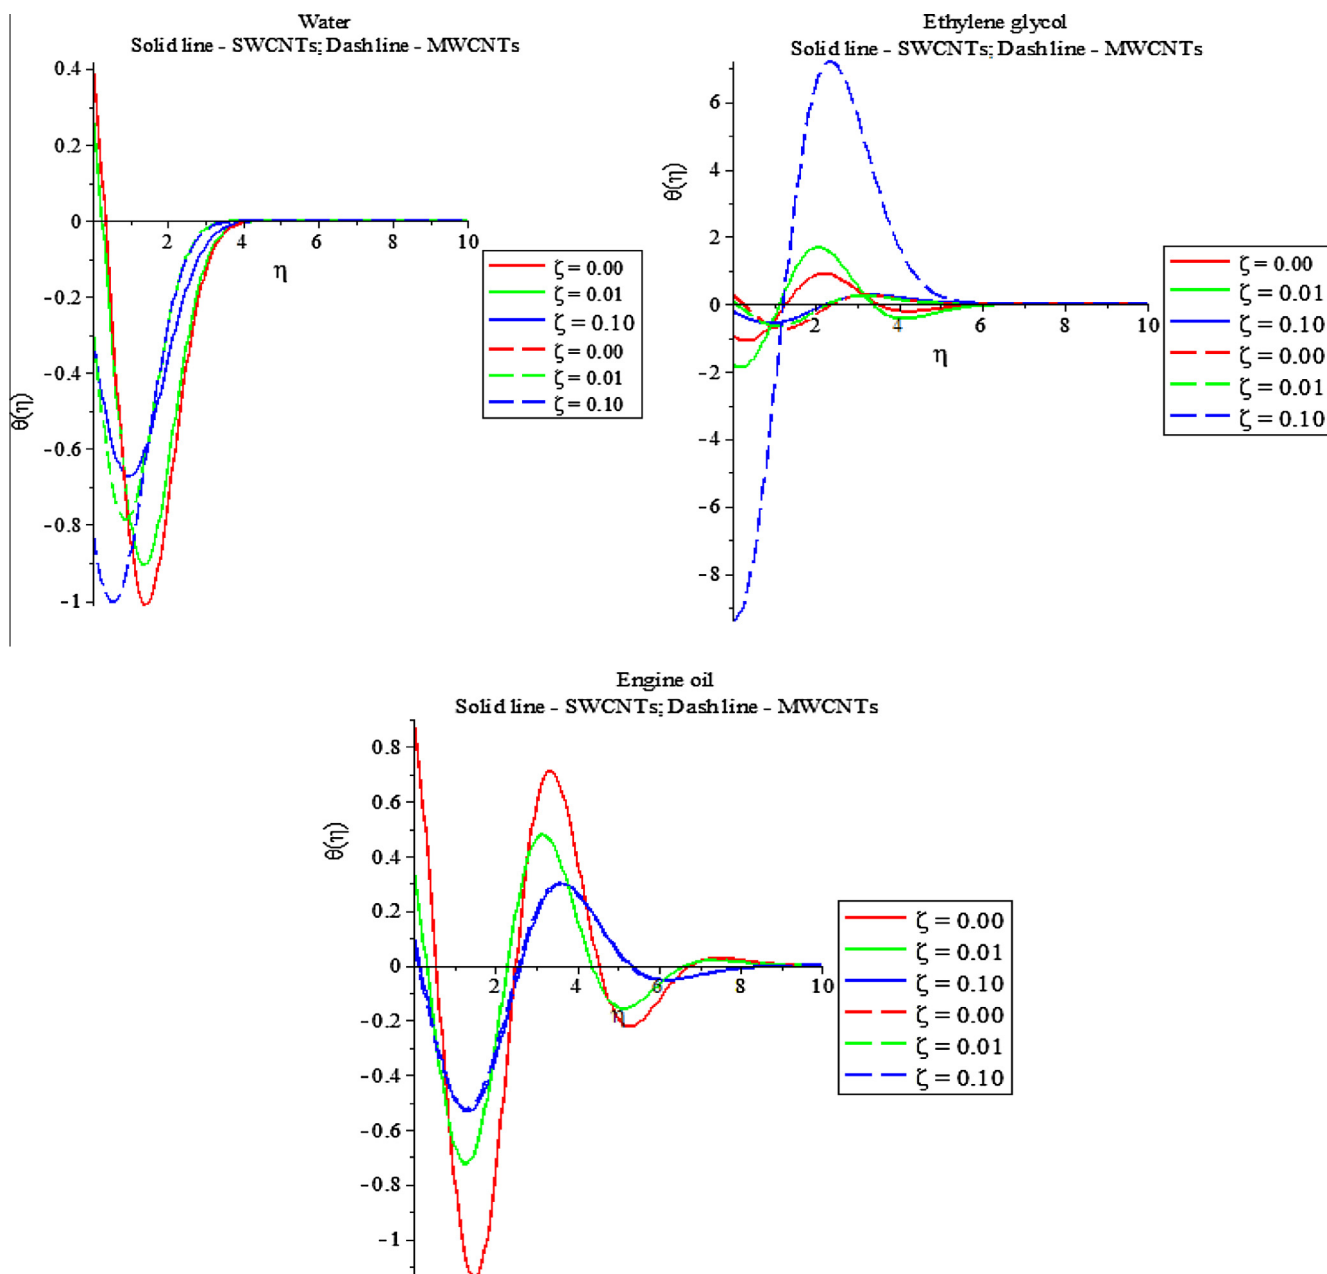 Water
Solid line - SWCNTs; Dash line - MWCNTs
0.4
0.2
0
-0.2
-0.4
-0.6
-0.8
-1
2
4
6
8
10
η
θ(η)
ζ = 0.00
ζ = 0.01
ζ = 0.10
ζ = 0.00
ζ = 0.01
ζ = 0.10
Ethylene glycol
Solid line - SWCNTs; Dash line - MWCNTs
6
4
2
0
-2
-4
-6
-8
2
4
6
8
10
η
θ(η)
ζ = 0.00
ζ = 0.01
ζ = 0.10
ζ = 0.00
ζ = 0.01
ζ = 0.10
Engine oil
Solid line - SWCNTs; Dash line - MWCNTs
0.8
0.6
0.4
0.2
0
-0.2
-0.4
-0.6
-0.8
-1
2
4
6
8
10
η
θ(η)
ζ = 0.00
ζ = 0.01
ζ = 0.10
ζ = 0.00
ζ = 0.01
ζ = 0.10